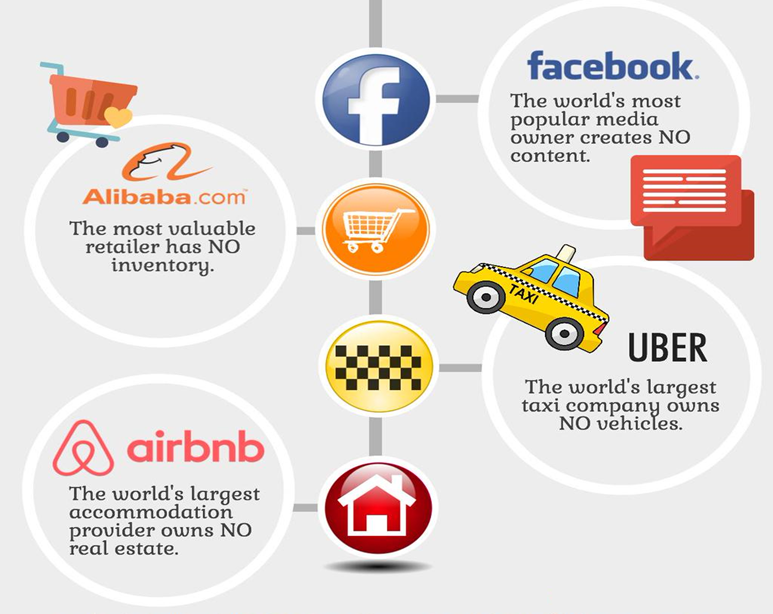 facebook.
The world's most
popular media
owner creates NO
content.
Alibaba.com™
The most valuable
retailer has NO
inventory.
TAXI
UBER
The world's largest
taxi company owns
NO vehicles.
airbnb
The world's largest
accommodation
provider owns NO
real estate.